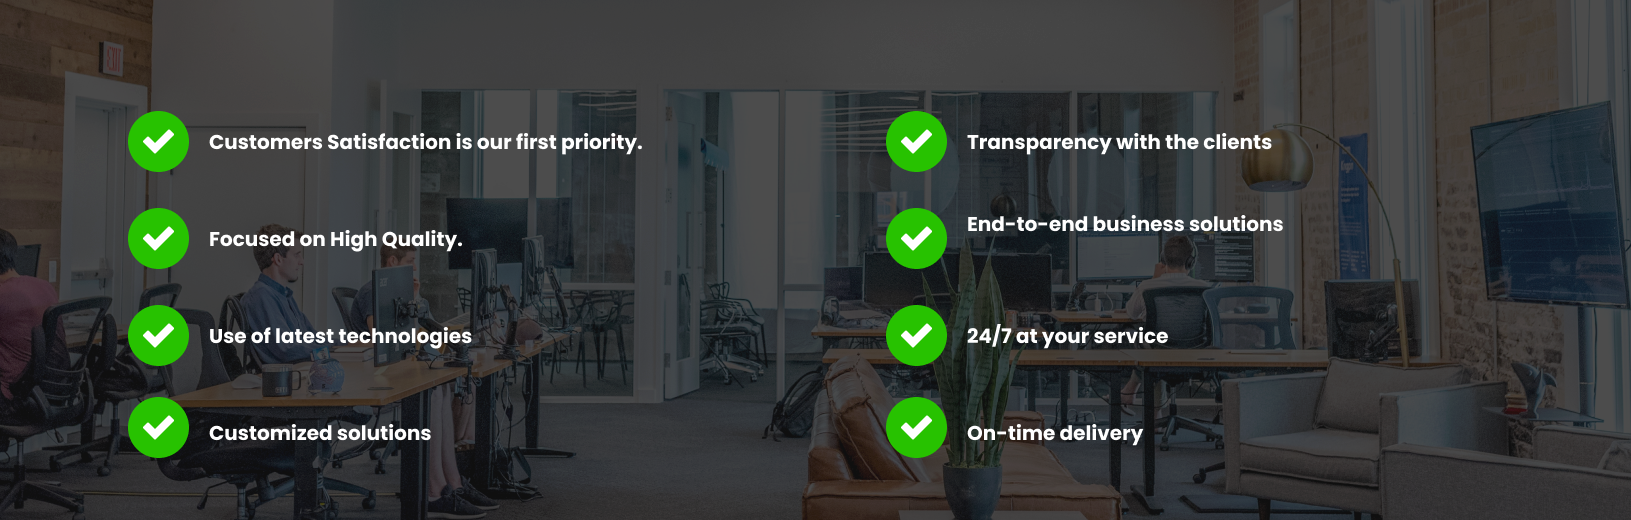 Customers Satisfaction is our first priority.
Focused on High Quality.
Use of latest technologies
Customized solutions
Transparency with the clients
End-to-end business solutions
24/7 at your service
On-time delivery
EXIT